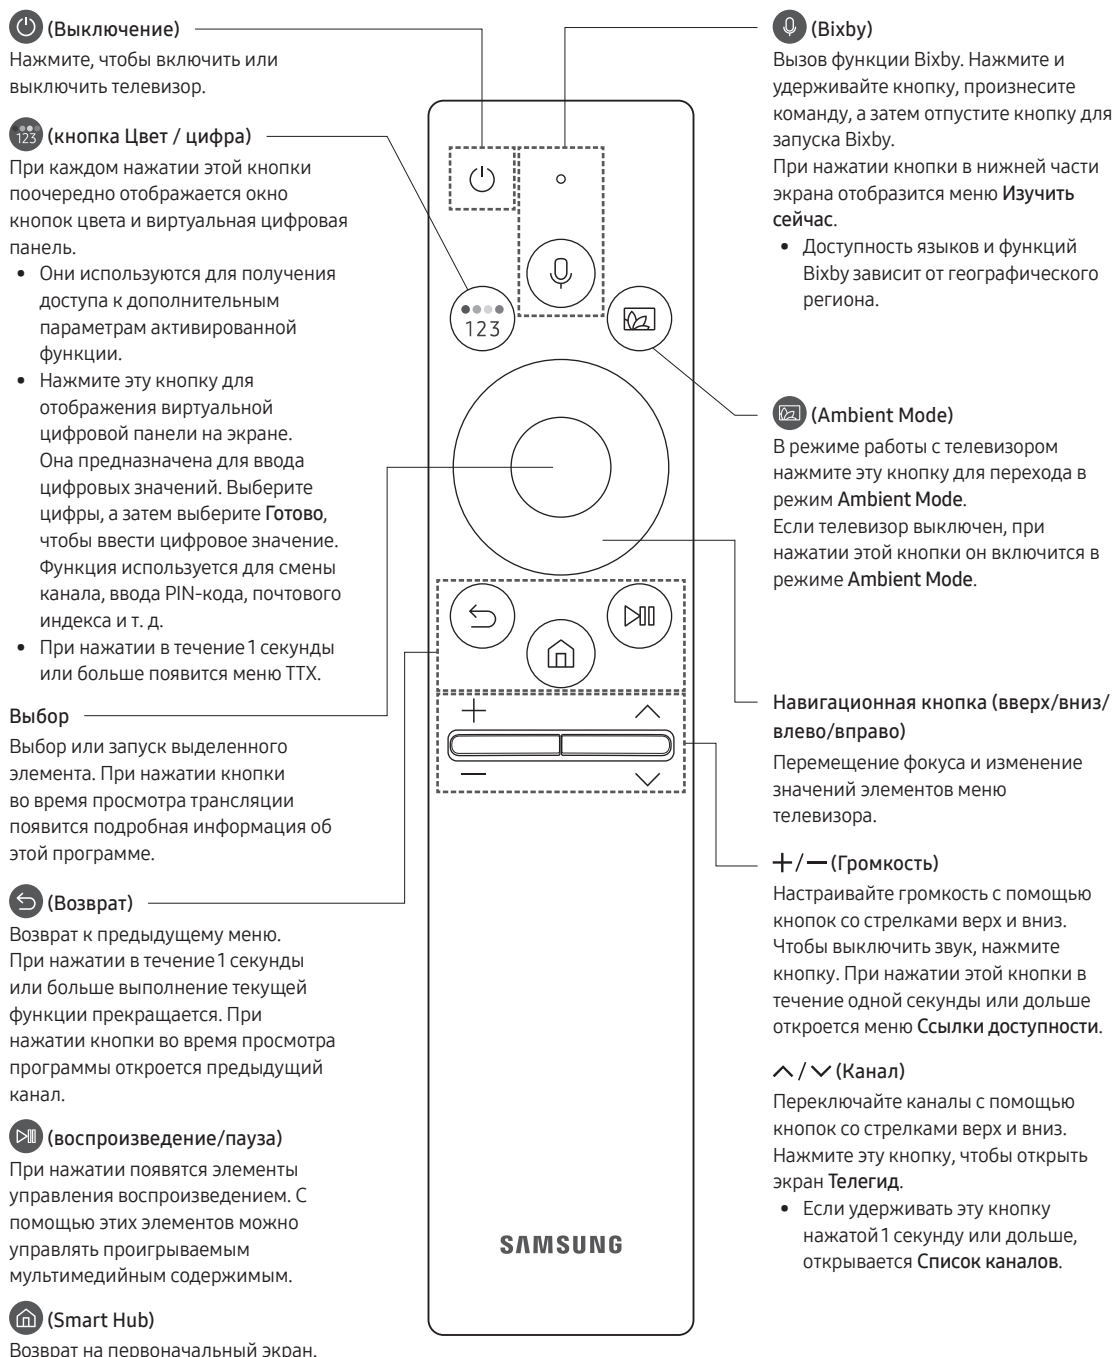 (Выключение)
Нажмите, чтобы включить или
выключить телевизор.
123 (кнопка Цвет / цифра)
При каждом нажатии этой кнопки
поочередно отображается окно
кнопок цвета и виртуальная цифровая
панель.
• Они используются для получения
доступа к дополнительным
параметрам активированной
функции.
• Нажмите эту кнопку для
отображения виртуальной
цифровой панели на экране.
Она предназначена для ввода
цифровых значений. Выберите
цифры, а затем выберите Готово,
чтобы ввести цифровое значение.
Функция используется для смены
канала, ввода PIN-кода, почтового
индекса и т. д.
• При нажатии в течение 1 секунды
или больше появится меню TTX.
Выбор
Выбор или запуск выделенного
элемента. При нажатии кнопки
во время просмотра трансляции
появится подробная информация об
этой программе.
(Возврат)
Возврат к предыдущему меню.
При нажатии в течение 1 секунды
или больше выполнение текущей
функции прекращается. При
нажатии кнопки во время просмотра
программы откроется предыдущий
канал.
(воспроизведение/пауза)
При нажатии появятся элементы
управления воспроизведением. С
помощью этих элементов можно
управлять проигрываемым
мультимедийным содержимым.
(Smart Hub)
Возврат на первоначальный экран.
123
SAMSUNG
(Bixby)
Вызов функции Bixby. Нажмите и
удерживайте кнопку, произнесите
команду, а затем отпустите кнопку для
запуска Bixby.
При нажатии кнопки в нижней части
экрана отобразится меню Изучить
сейчас.
• Доступность языков и функций
Bixby зависит от географического
региона.
(Ambient Mode)
В режиме работы с телевизором
нажмите эту кнопку для перехода в
режим Ambient Mode.
Если телевизор выключен, при
нажатии этой кнопки он включится в
режиме Ambient Mode.
Навигационная кнопка (вверх/вниз/
влево/вправо)
Перемещение фокуса и изменение
значений элементов меню
телевизора.
+/— (Громкость)
Настраивайте громкость с помощью
кнопок со стрелками верх и вниз.
Чтобы выключить звук, нажмите
кнопку. При нажатии этой кнопки в
течение одной секунды или дольше
откроется меню Ссылки доступности.
/ (Канал)
Переключайте каналы с помощью
кнопок со стрелками верх и вниз.
Нажмите эту кнопку, чтобы открыть
экран Телегид.
• Если удерживать эту кнопку
нажатой 1 секунду или дольше,
открывается Список каналов.